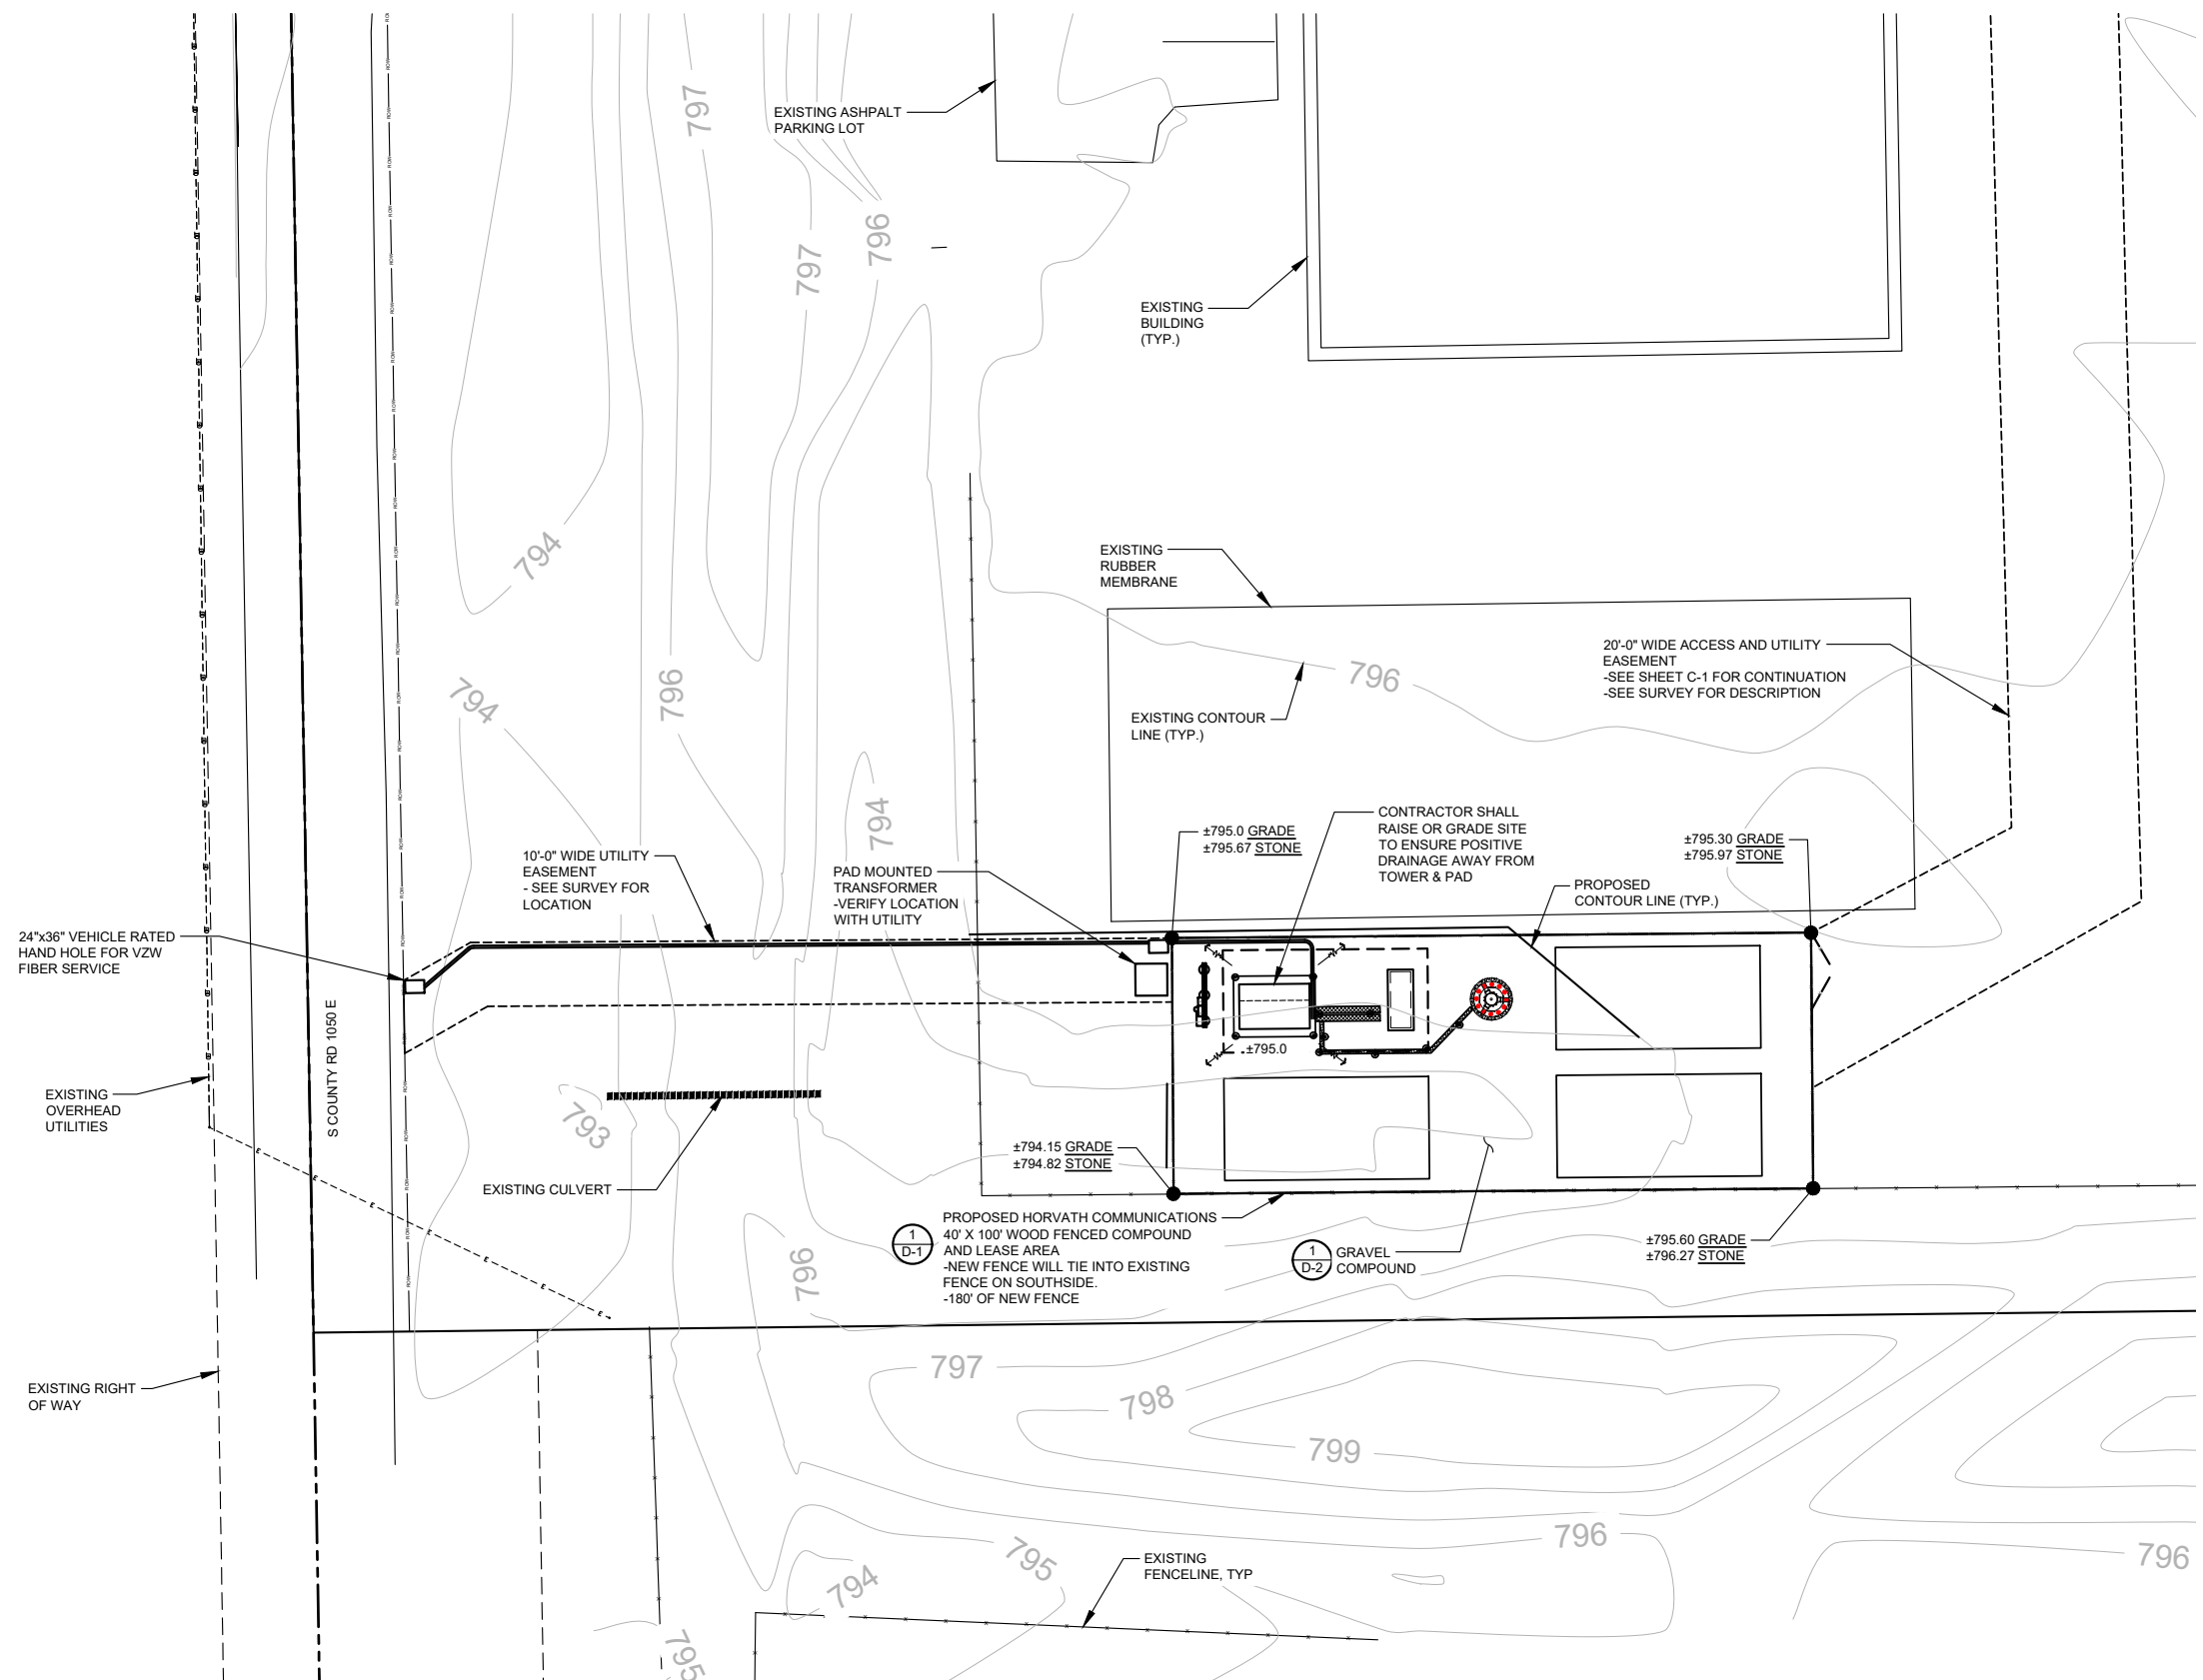 797
EXISTING ASHPALT
PARKING LOT
796
797
EXISTING
BUILDING
(TYP.)
794
EXISTING
RUBBER
MEMBRANE
20'-0" WIDE ACCESS AND UTILITY
EASEMENT
-SEE SHEET C-1 FOR CONTINUATION
-SEE SURVEY FOR DESCRIPTION
796
794
796
EXISTING CONTOUR
LINE (TYP.)
794
CONTRACTOR SHALL
RAISE OR GRADE SITE
TO ENSURE POSITIVE
DRAINAGE AWAY FROM
TOWER & PAD
±795.0 GRADE
±795.67 STONE
±795.30 GRADE
±795.97 STONE
10'-0" WIDE UTILITY
EASEMENT
- SEE SURVEY FOR
LOCATION
PAD MOUNTED
TRANSFORMER
-VERIFY LOCATION
WITH UTILITY
PROPOSED
CONTOUR LINE (TYP.)
24"x36" VEHICLE RATED
HAND HOLE FOR VZW
FIBER SERVICE
S COUNTY RD 1050 E
±795.0
EXISTING
OVERHEAD
UTILITIES
793
±794.15 GRADE
±794.82 STONE
EXISTING CULVERT
1
D-1
PROPOSED HORVATH COMMUNICATIONS
40' X 100' WOOD FENCED COMPOUND
AND LEASE AREA
-NEW FENCE WILL TIE INTO EXISTING
FENCE ON SOUTHSIDE.
-180' OF NEW FENCE
1
D-2
GRAVEL
COMPOUND
±795.60 GRADE
±796.27 STONE
796
797
798
EXISTING RIGHT
OF WAY
799
796
796
795
794
EXISTING
FENCELINE, TYP
795